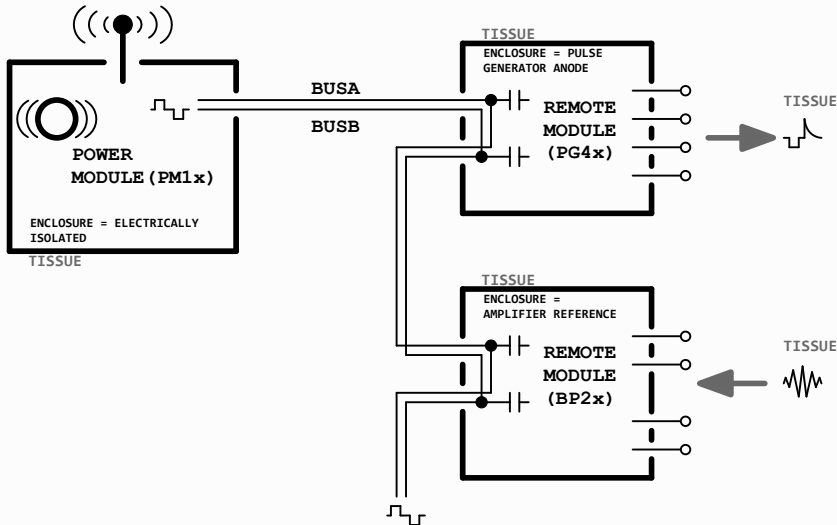 TISSUE
ENCLOSURE = PULSE
GENERATOR ANODE
BUSA
REMOTE
MODULE
(PG4x)
TISSUE
BUSB
POWER
MODULE (PM1x)
ENCLOSURE = ELECTRICALLY
ISOLATED
TISSUE
TISSUE
ENCLOSURE =
AMPLIFIER REFERENCE
REMOTE
MODULE
(BP2x)
TISSUE